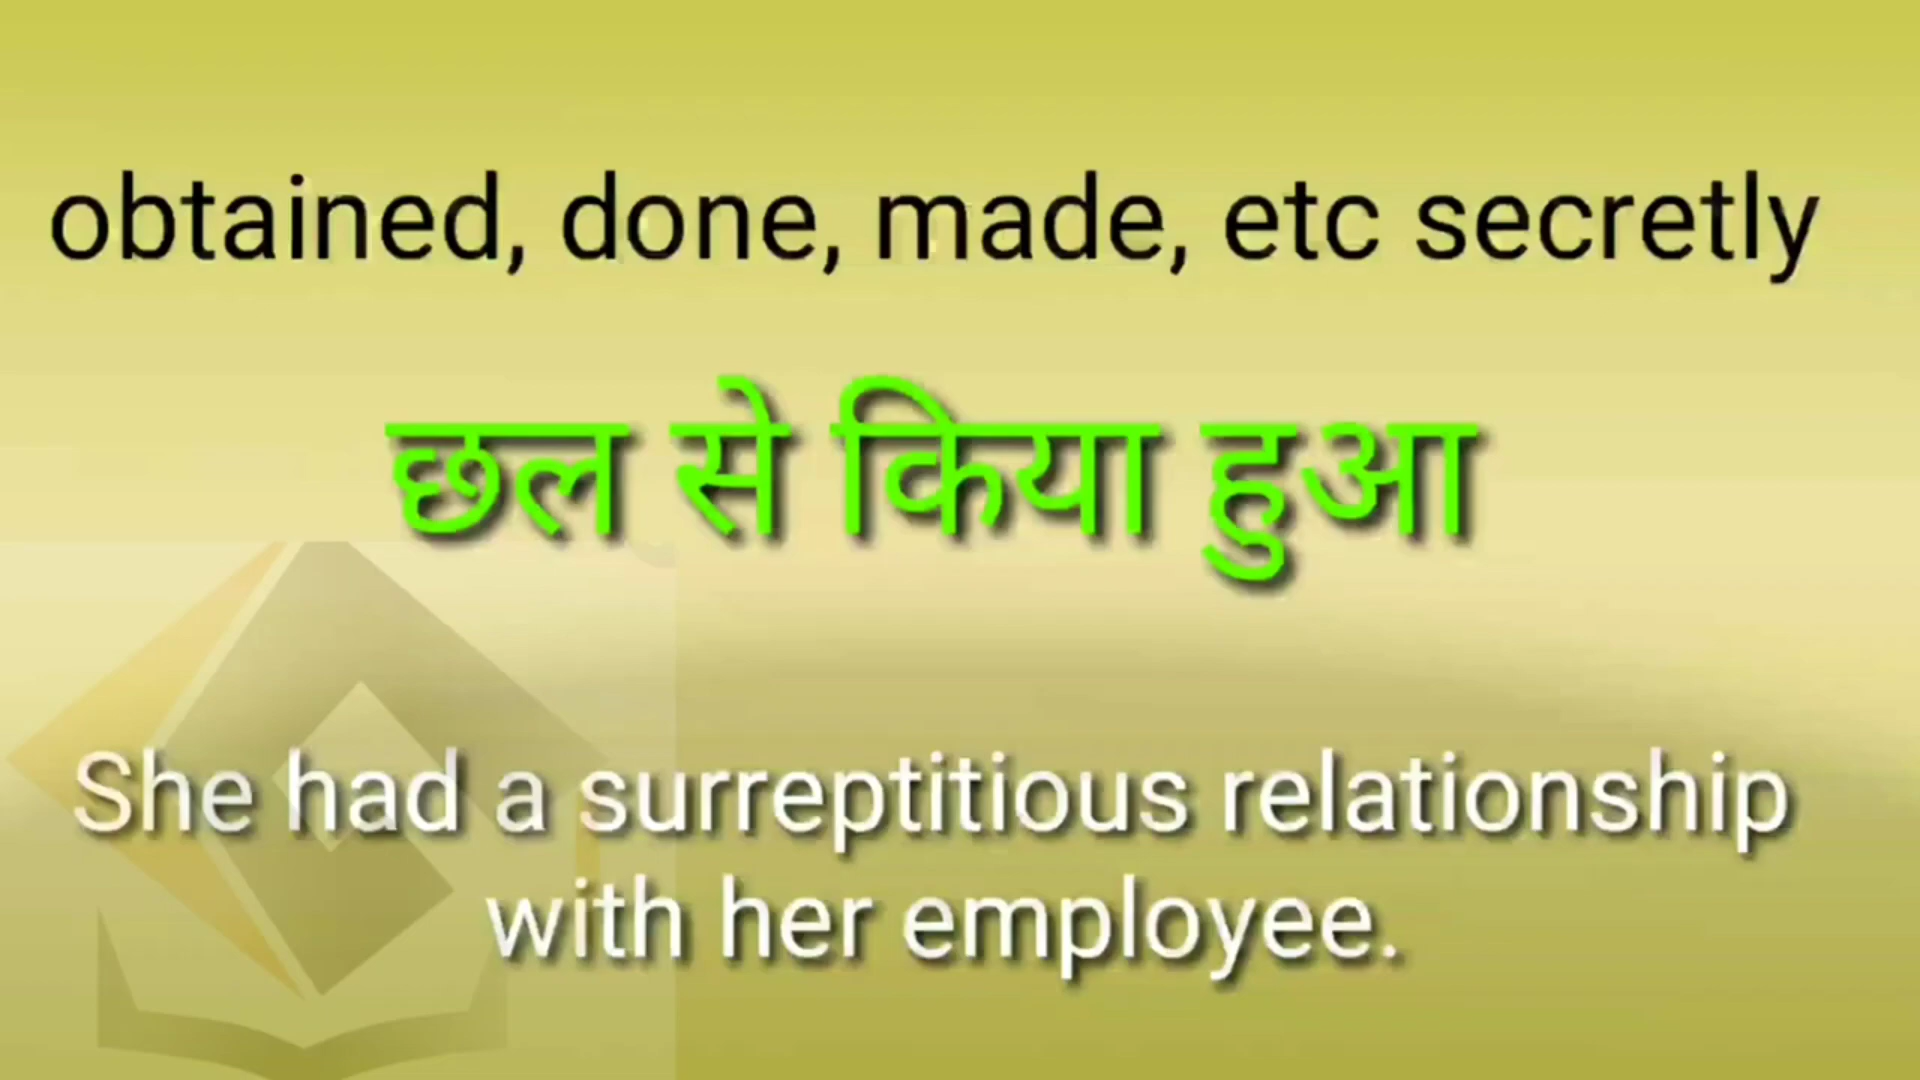 obtained, done, made, etc secretly
छल से किया हुआ
She had a surreptitious relationship
with her employee.